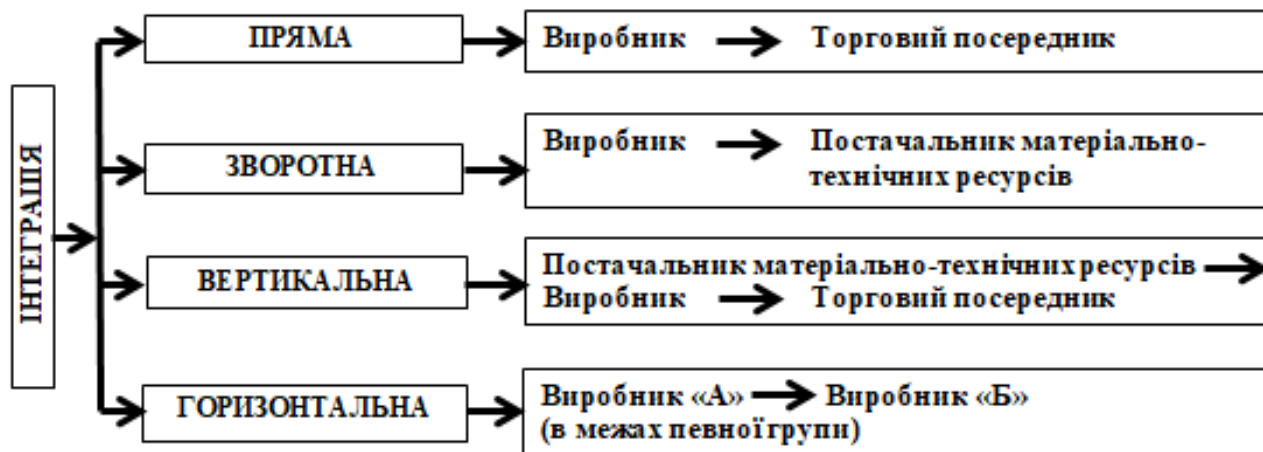 ІНТЕГРАЦІЯ
ПРЯМА
Виробник Торговий посередник
ЗВОРОТНА
Виробник Постачальник матеріально-
технічних ресурсів
ВЕРТИКАЛЬНА
Постачальник матеріально-технічних ресурсів
Виробник Торговий посередник
ГОРИЗОНТАЛЬНА
Виробник «А» Виробник «Б»
(в межах певної групи)